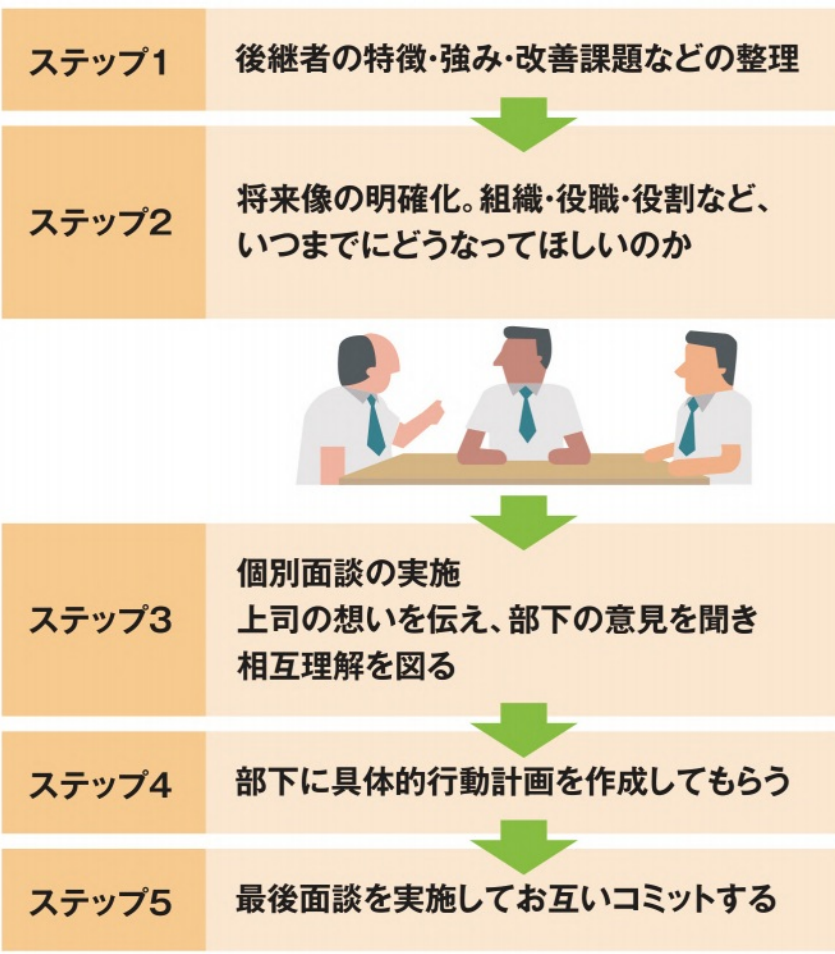 ステップ1
後継者の特徴・強み・改善課題などの整理
ステップ2
将来像の明確化。組織・役職・役割など、
いつまでにどうなってほしいのか
ステップ3
個別面談の実施
上司の想いを伝え、部下の意見を聞き
相互理解を図る
ステップ4
部下に具体的行動計画を作成してもらう
ステップ5
最後面談を実施してお互いコミットする